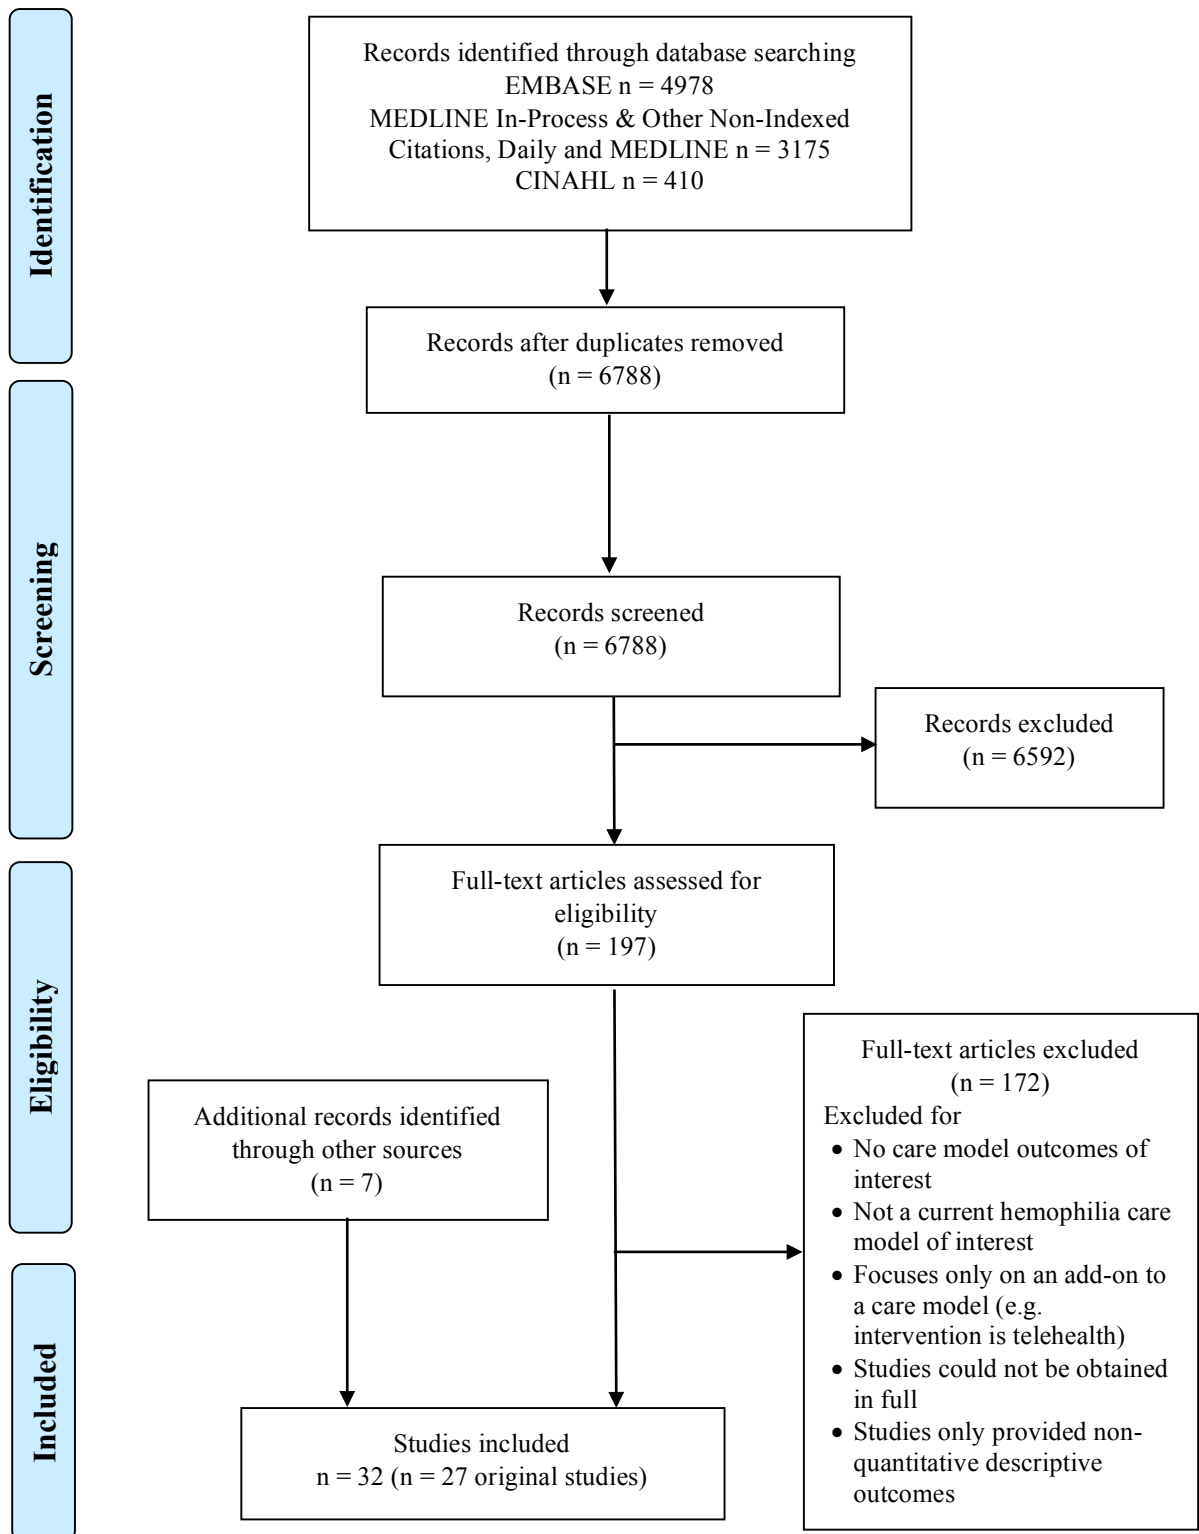 Identification
Records identified through database searching
EMBASE n = 4978
MEDLINE In-Process & Other Non-Indexed
Citations, Daily and MEDLINE n = 3175
CINAHL n = 410
Records after duplicates removed
(n = 6788)
Screening
Records screened
(n = 6788)
Records excluded
(n = 6592)
Eligibility
Full-text articles assessed for
eligibility
(n = 197)
Additional records identified
through other sources
(n = 7)
Full-text articles excluded
(n = 172)
Excluded for
• No care model outcomes of
interest
• Not a current hemophilia care
model of interest
• Focuses only on an add-on to
a care model (e.g.
intervention is telehealth)
• Studies could not be obtained
in full
• Studies only provided non-
quantitative descriptive
outcomes
Included
Studies included
n = 32 (n = 27 original studies)